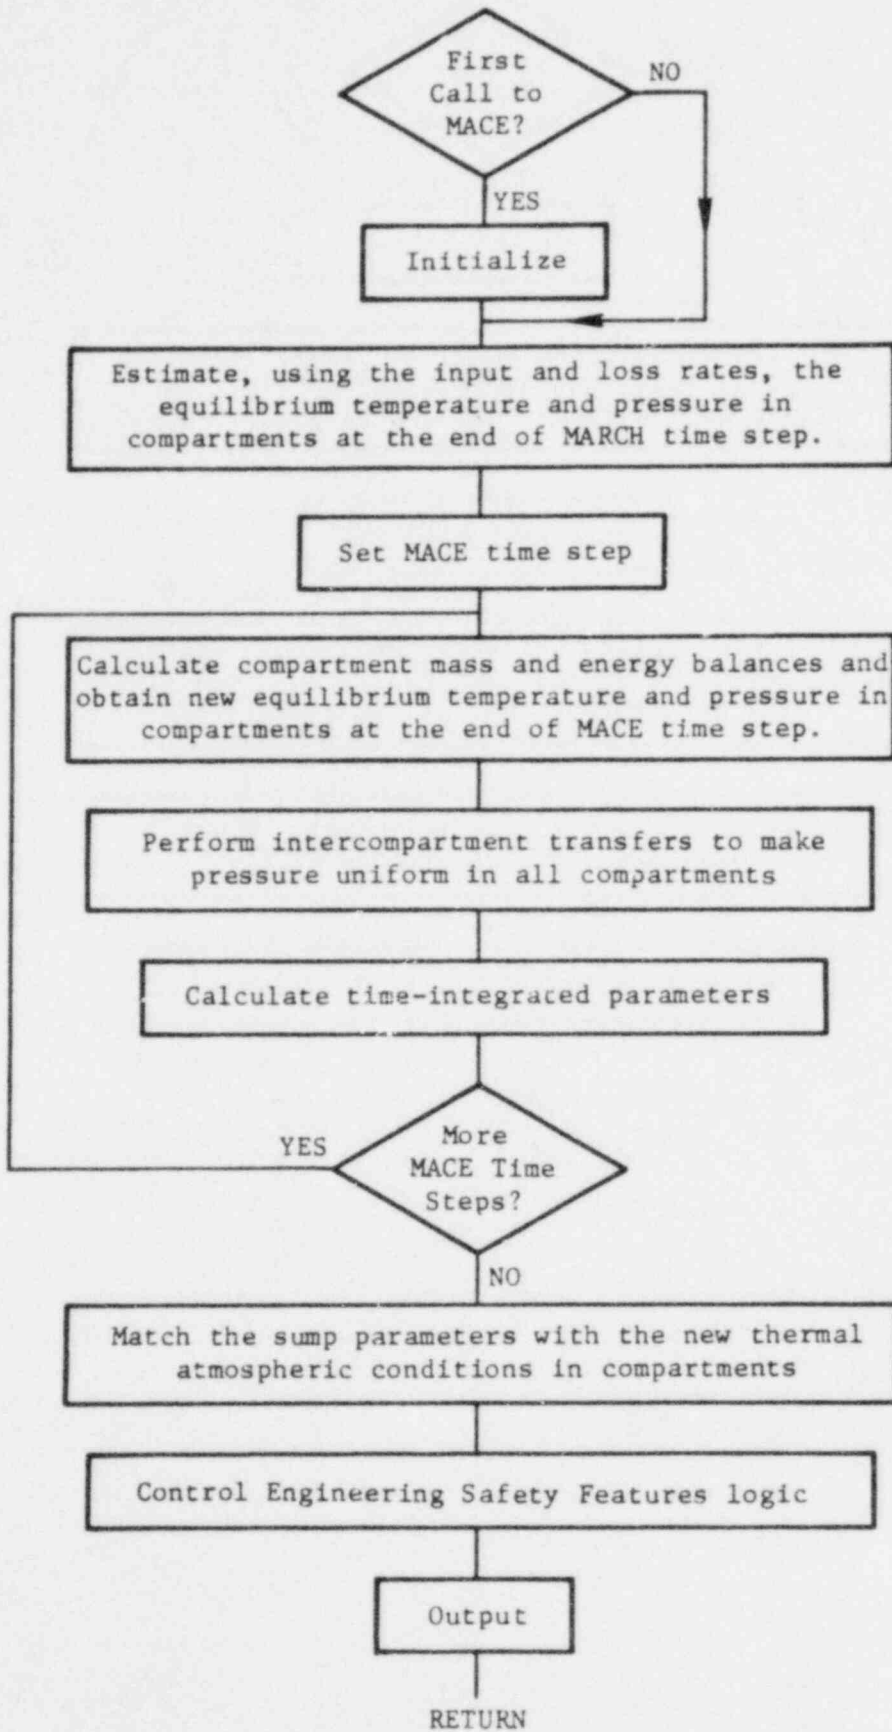 First
Call to
MACE?
NO
YES
Initialize
Estimate, using the input and loss rates, the
equilibrium temperature and pressure in
compartments at the end of MARCH time step.
Set MACE time step
Calculate compartment mass and energy balances and
obtain new equilibrium temperature and pressure in
compartments at the end of MACE time step.
Perform intercompartment transfers to make
pressure uniform in all compartments
Calculate time-integrated parameters
YES
More
MACE Time
Steps?
NO
Match the sump parameters with the new thermal
atmospheric conditions in compartments
Control Engineering Safety Features logic
Output
RETURN